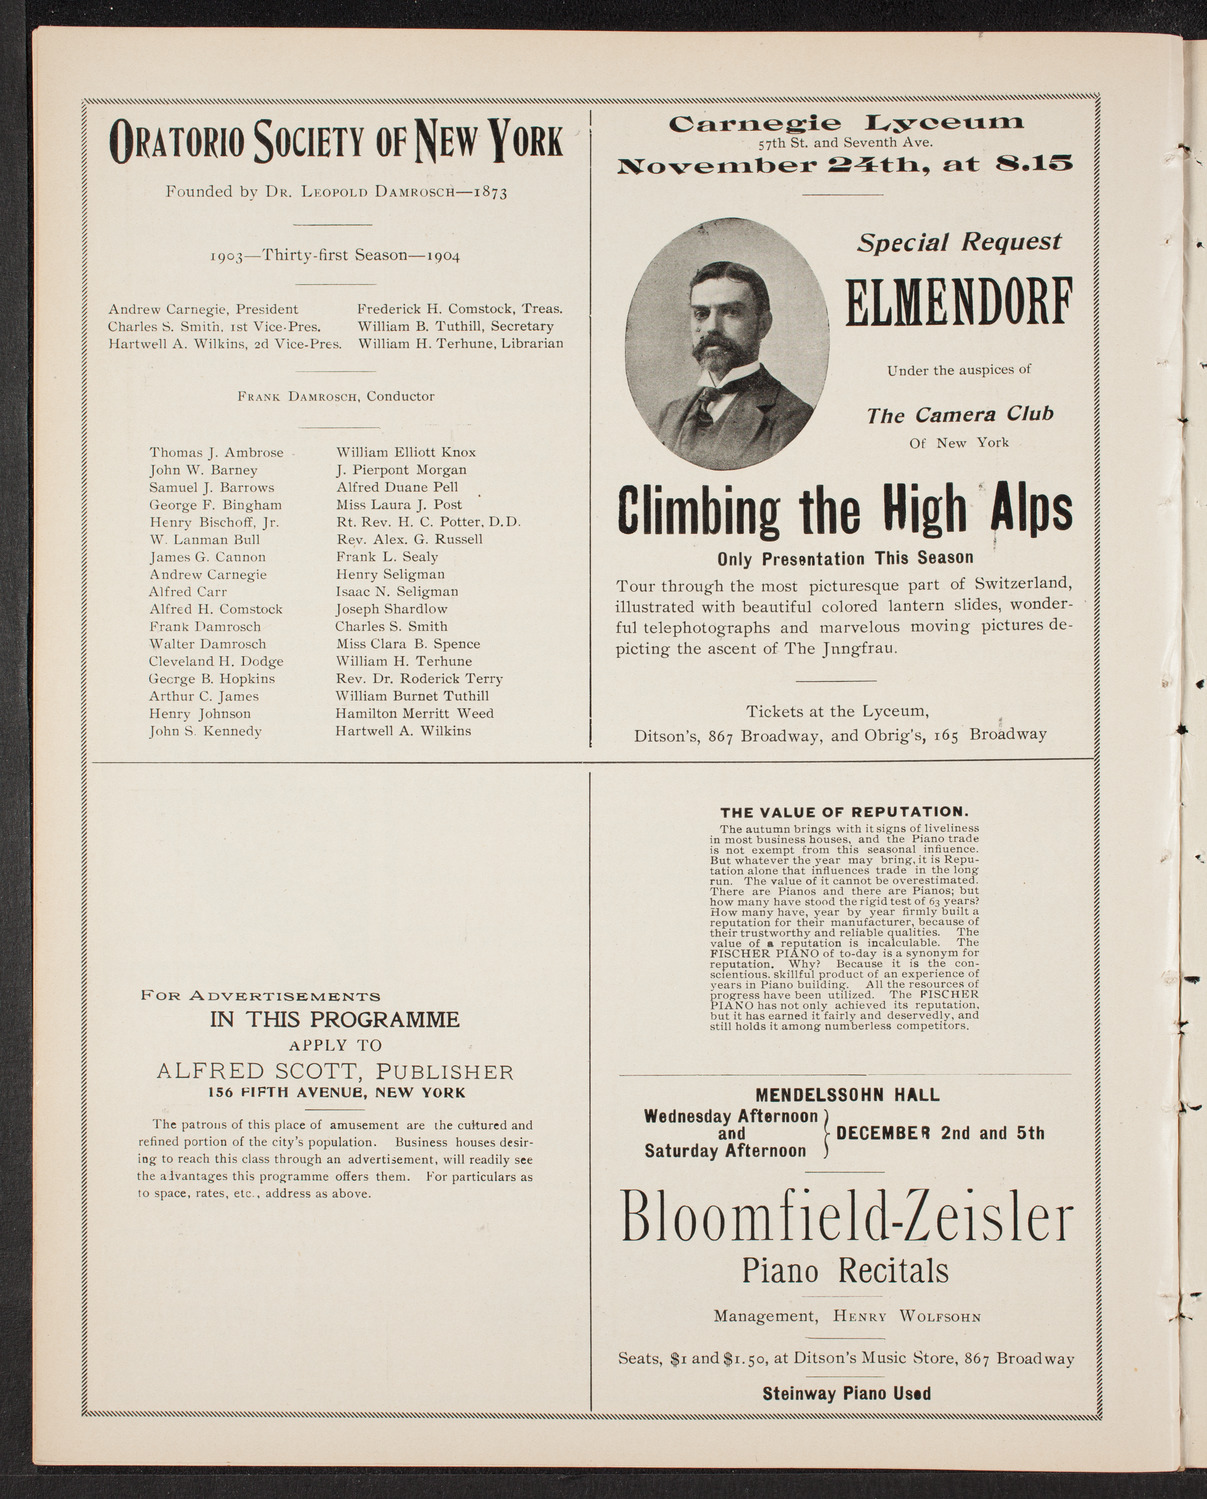 ORATORIO SOCIETY OF NEW YORK
Founded by DR. LEOPOLD DAMROSCH—1873
1903—Thirty-first Season—1904
Andrew Carnegie, President
Charles S. Smith, 1st Vice-Pres.
Hartwell A. Wilkins, 2d Vice-Pres.
Frederick H. Comstock, Treas.
William B. Tuthill, Secretary
William H. Terhune, Librarian
FRANK DAMROSCH, Conductor
Thomas J. Ambrose
John W. Barney
Samuel J. Barrows
George F. Bingham
Henry Bischoff, Jr.
W. Lanman Bull
James G. Cannon
Andrew Carnegie
Alfred Carr
Alfred H. Comstock
Frank Damrosch
Walter Damrosch
Cleveland H. Dodge
George B. Hopkins
Arthur C. James
Henry Johnson
John S. Kennedy
William Elliott Knox
J. Pierpont Morgan
Alfred Duane Pell
Miss Laura J. Post
Rt. Rev. H. C. Potter, D.D.
Rev. Alex. G. Russell
Frank L. Sealy
Henry Seligman
Isaac N. Seligman
Joseph Shardlow
Charles S. Smith
Miss Clara B. Spence
William H. Terhune
Rev. Dr. Roderick Terry
William Burnet Tuthill
Hamilton Merritt Weed
Hartwell A. Wilkins
Carnegie Lyceum
57th St. and Seventh Ave.
November 24th, at 8.15
Special Request
ELMENDORF
Under the auspices of
The Camera Club
Of New York
Climbing the High Alps
Only Presentation This Season
Tour through the most picturesque part of Switzerland,
illustrated with beautiful colored lantern slides, wonder-
ful telephotographs and marvelous moving pictures de-
picting the ascent of The Jungfrau.
Tickets at the Lyceum,
Ditson's, 867 Broadway, and Obrig's, 165 Broadway
FOR ADVERTISEMENTS
IN THIS PROGRAMME
APPLY TO
ALFRED SCOTT, PUBLISHER
156 FIFTH AVENUE, NEW YORK
The patrons of this place of amusement are the cultured and
refined portion of the city's population. Business houses desir-
ing to reach this class through an advertisement, will readily see
the advantages this programme offers them. For particulars as
to space, rates, etc., address as above.
THE VALUE OF REPUTATION.
The autumn brings with it signs of liveliness
in most business houses, and the Piano trade
is not exempt from this seasonal influence.
But whatever the year may bring, it is Repu-
tation alone that influences trade in the long
run. The value of it cannot be overestimated.
There are Pianos and there are Pianos; but
how many have stood the rigid test of 63 years?
How many have, year by year firmly built a
reputation for their manufacturer, because of
their trustworthy and reliable qualities. The
value of a reputation is incalculable. The
FISCHER PIANO of to-day is a synonym for
reputation. Why? Because it is the con-
scientious, skillful product of an experience of
years in Piano building. All the resources of
progress have been utilized. The FISCHER
PIANO has not only achieved its reputation,
but it has earned it fairly and deservedly, and
still holds it among numberless competitors.
MENDELSSOHN HALL
Wednesday Afternoon
and
Saturday Afternoon
DECEMBER 2nd and 5th
Bloomfield-Zeisler
Piano Recitals
Management, HENRY WOLFSOHN
Seats, $1 and $1.50, at Ditson's Music Store, 867 Broadway
Steinway Piano Used